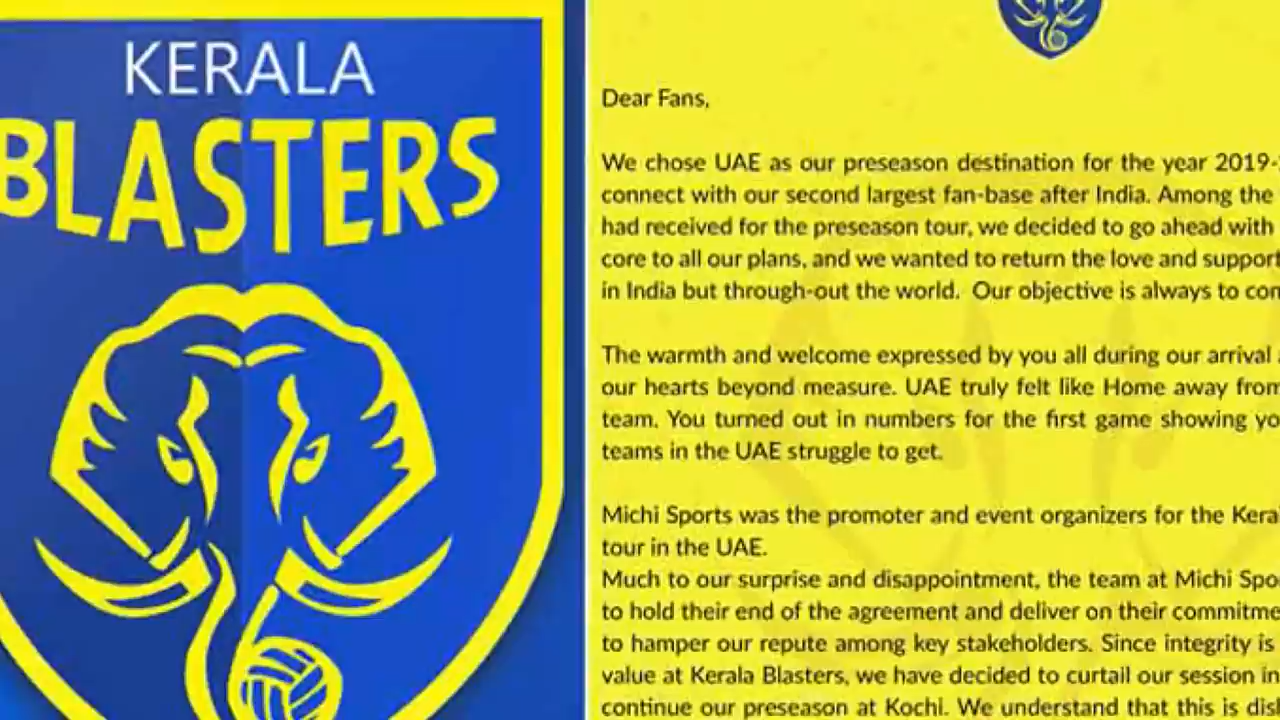 KERALA
BLASTERS
Dear Fans,
We chose UAE as our preseason destination for the year 2019-
connect with our second largest fan-base after India. Among the
had received for the preseason tour, we decided to go ahead with
core to all our plans, and we wanted to return the love and support
in India but through-out the world. Our objective is always to con
The warmth and welcome expressed by you all during our arrival
our hearts beyond measure. UAE truly felt like Home away from
team. You turned out in numbers for the first game showing yo
teams in the UAE struggle to get.
Michi Sports was the promoter and event organizers for the Kera
tour in the UAE.
Much to our surprise and disappointment, the team at Michi Spo
to hold their end of the agreement and deliver on their commitme
to hamper our repute among key stakeholders. Since integrity is
value at Kerala Blasters, we have decided to curtail our session in
continue our preseason at Kochi. We understand that this is dis